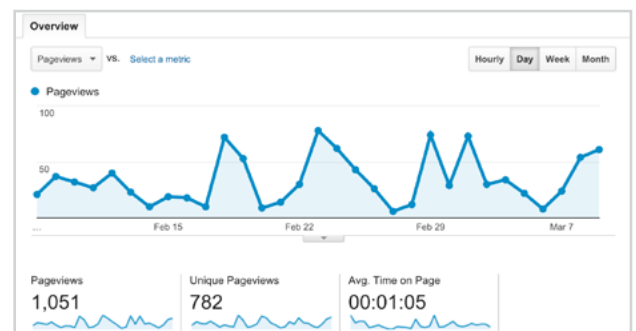 Overview
Pageviews VS. Select a metric Hourly Day Week Month
Pageviews
100
50
... Feb 15 Feb 22 Feb 29 Mar 7
Pageviews Unique Pageviews Avg. Time on Page
1,051 782 00:01:05